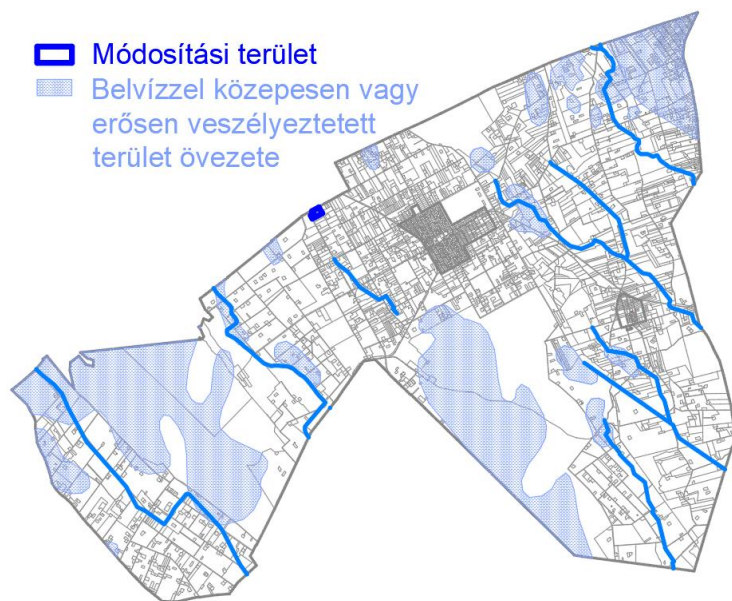 Módosítási terület
Belvízzel közepesen vagy
erősen veszélyeztetett
terület övezete